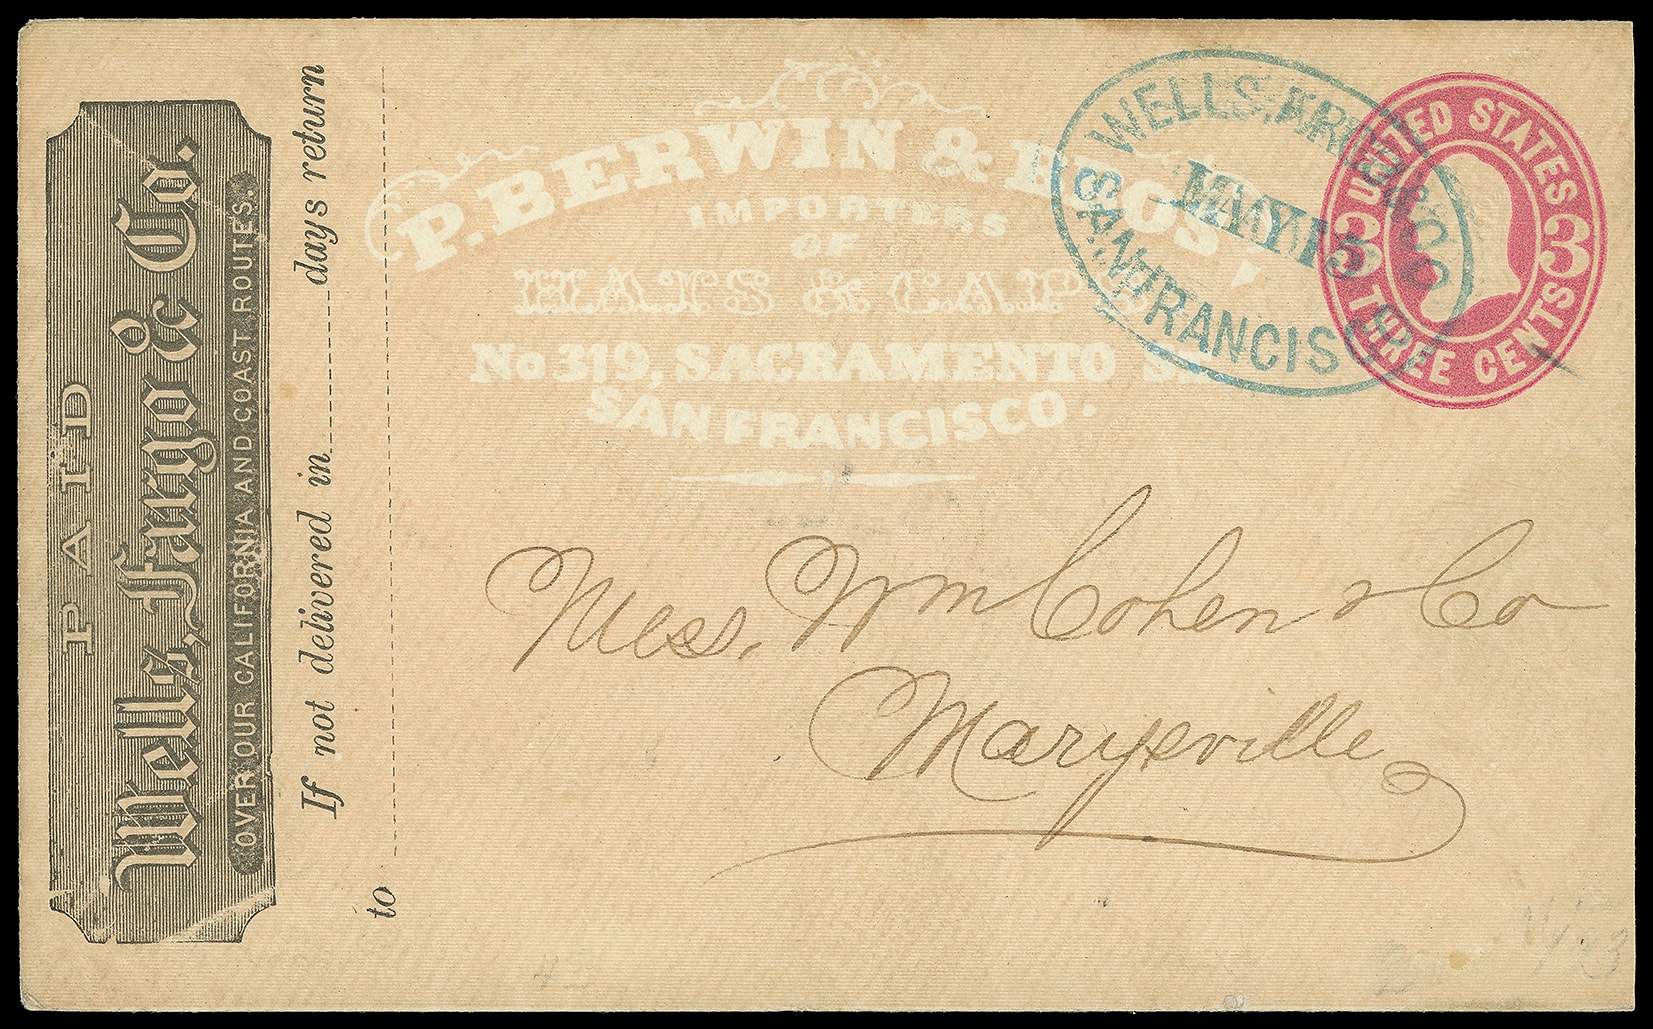 PAID
Wells, Fargo & Co.
OVER OUR CALIFORNIA AND COAST ROUTES.
If not delivered in days return
to
P. BERWIN & BROS,
IMPORTERS
OF
HATS & CAPS
No 319, SACRAMENTO ST.
SAN FRANCISCO.
WELLS, FARGO & CO
MAY 15
SAN FRANCISCO
UNITED STATES
3 3
THREE CENTS
Mess. Wm Cohen & Co
Marysville